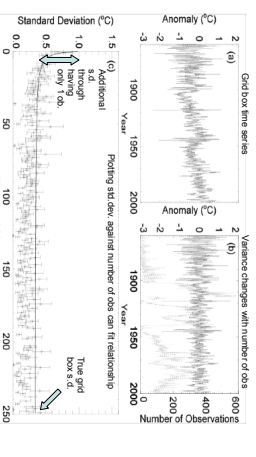 Grid box time series
(a)
Anomaly (°C)
2
1
0
-1
-2
-3
1900
1950
2000
Year
Variance changes with number of obs
(b)
Anomaly (°C)
2
1
0
-1
-2
-3
600
400
200
0
Number of Observations
1900
1950
2000
Year
Plotting std.dev. against number of obs can fit relationship
(c)
Standard Deviation (°C)
1.5
1.0
0.5
0.0
Additional
s.d.
through
having
only 1 ob.
True grid
box s.d.
0
50
100
150
200
250